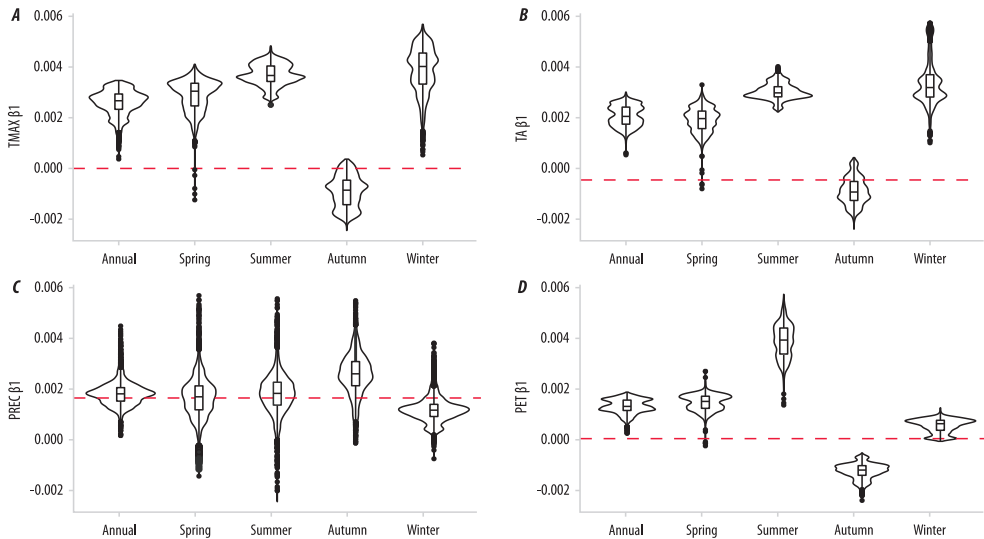 A
TMAX β1
0.006
0.004
0.002
0.000
-0.002
Annual Spring Summer Autumn Winter
B
TA β1
0.006
0.004
0.002
0.000
-0.002
Annual Spring Summer Autumn Winter
C
PREC β1
0.006
0.004
0.002
0.000
-0.002
Annual Spring Summer Autumn Winter
D
PET β1
0.006
0.004
0.002
0.000
-0.002
Annual Spring Summer Autumn Winter